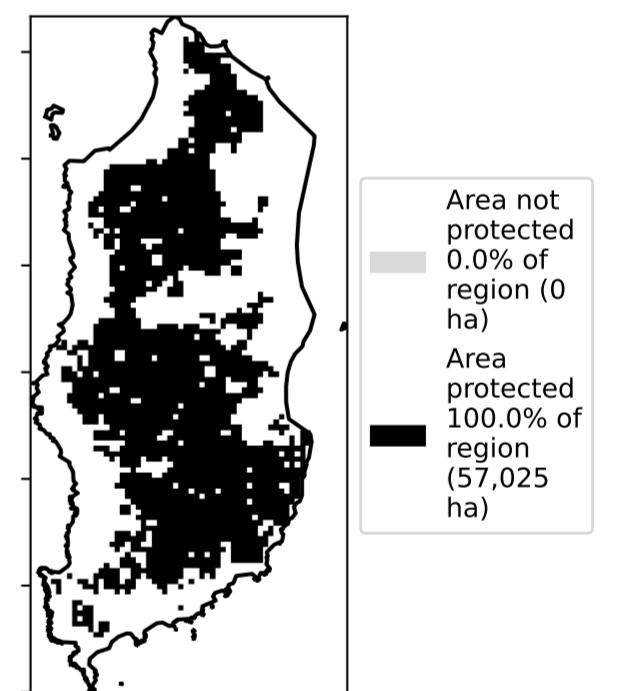 Area not
protected
0.0% of
region (0
ha)
Area
protected
100.0% of
region
(57,025
ha)